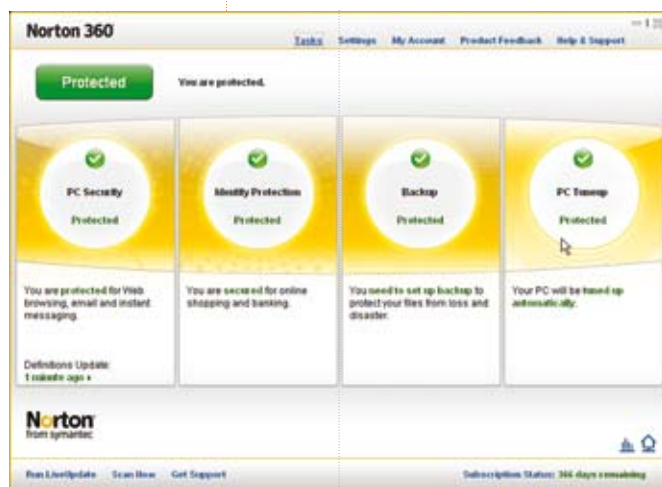 Norton 360
Tasks Settings My Account Product Feedback Help & Support
Protected
You are protected.
PC Security
Protected
Identity Protection
Protected
Backup
Protected
PC Tuneup
Protected
You are protected for Web
browsing, email and instant
messaging.
Definitions Update:
1 minute ago
You are secured for online
shopping and banking.
You need to set up backup to
protect your files from loss and
disaster.
Your PC will be tuned up
automatically.
Norton
from symantec
Run LiveUpdate Scan Now Get Support
Subscription Status: 366 days remaining